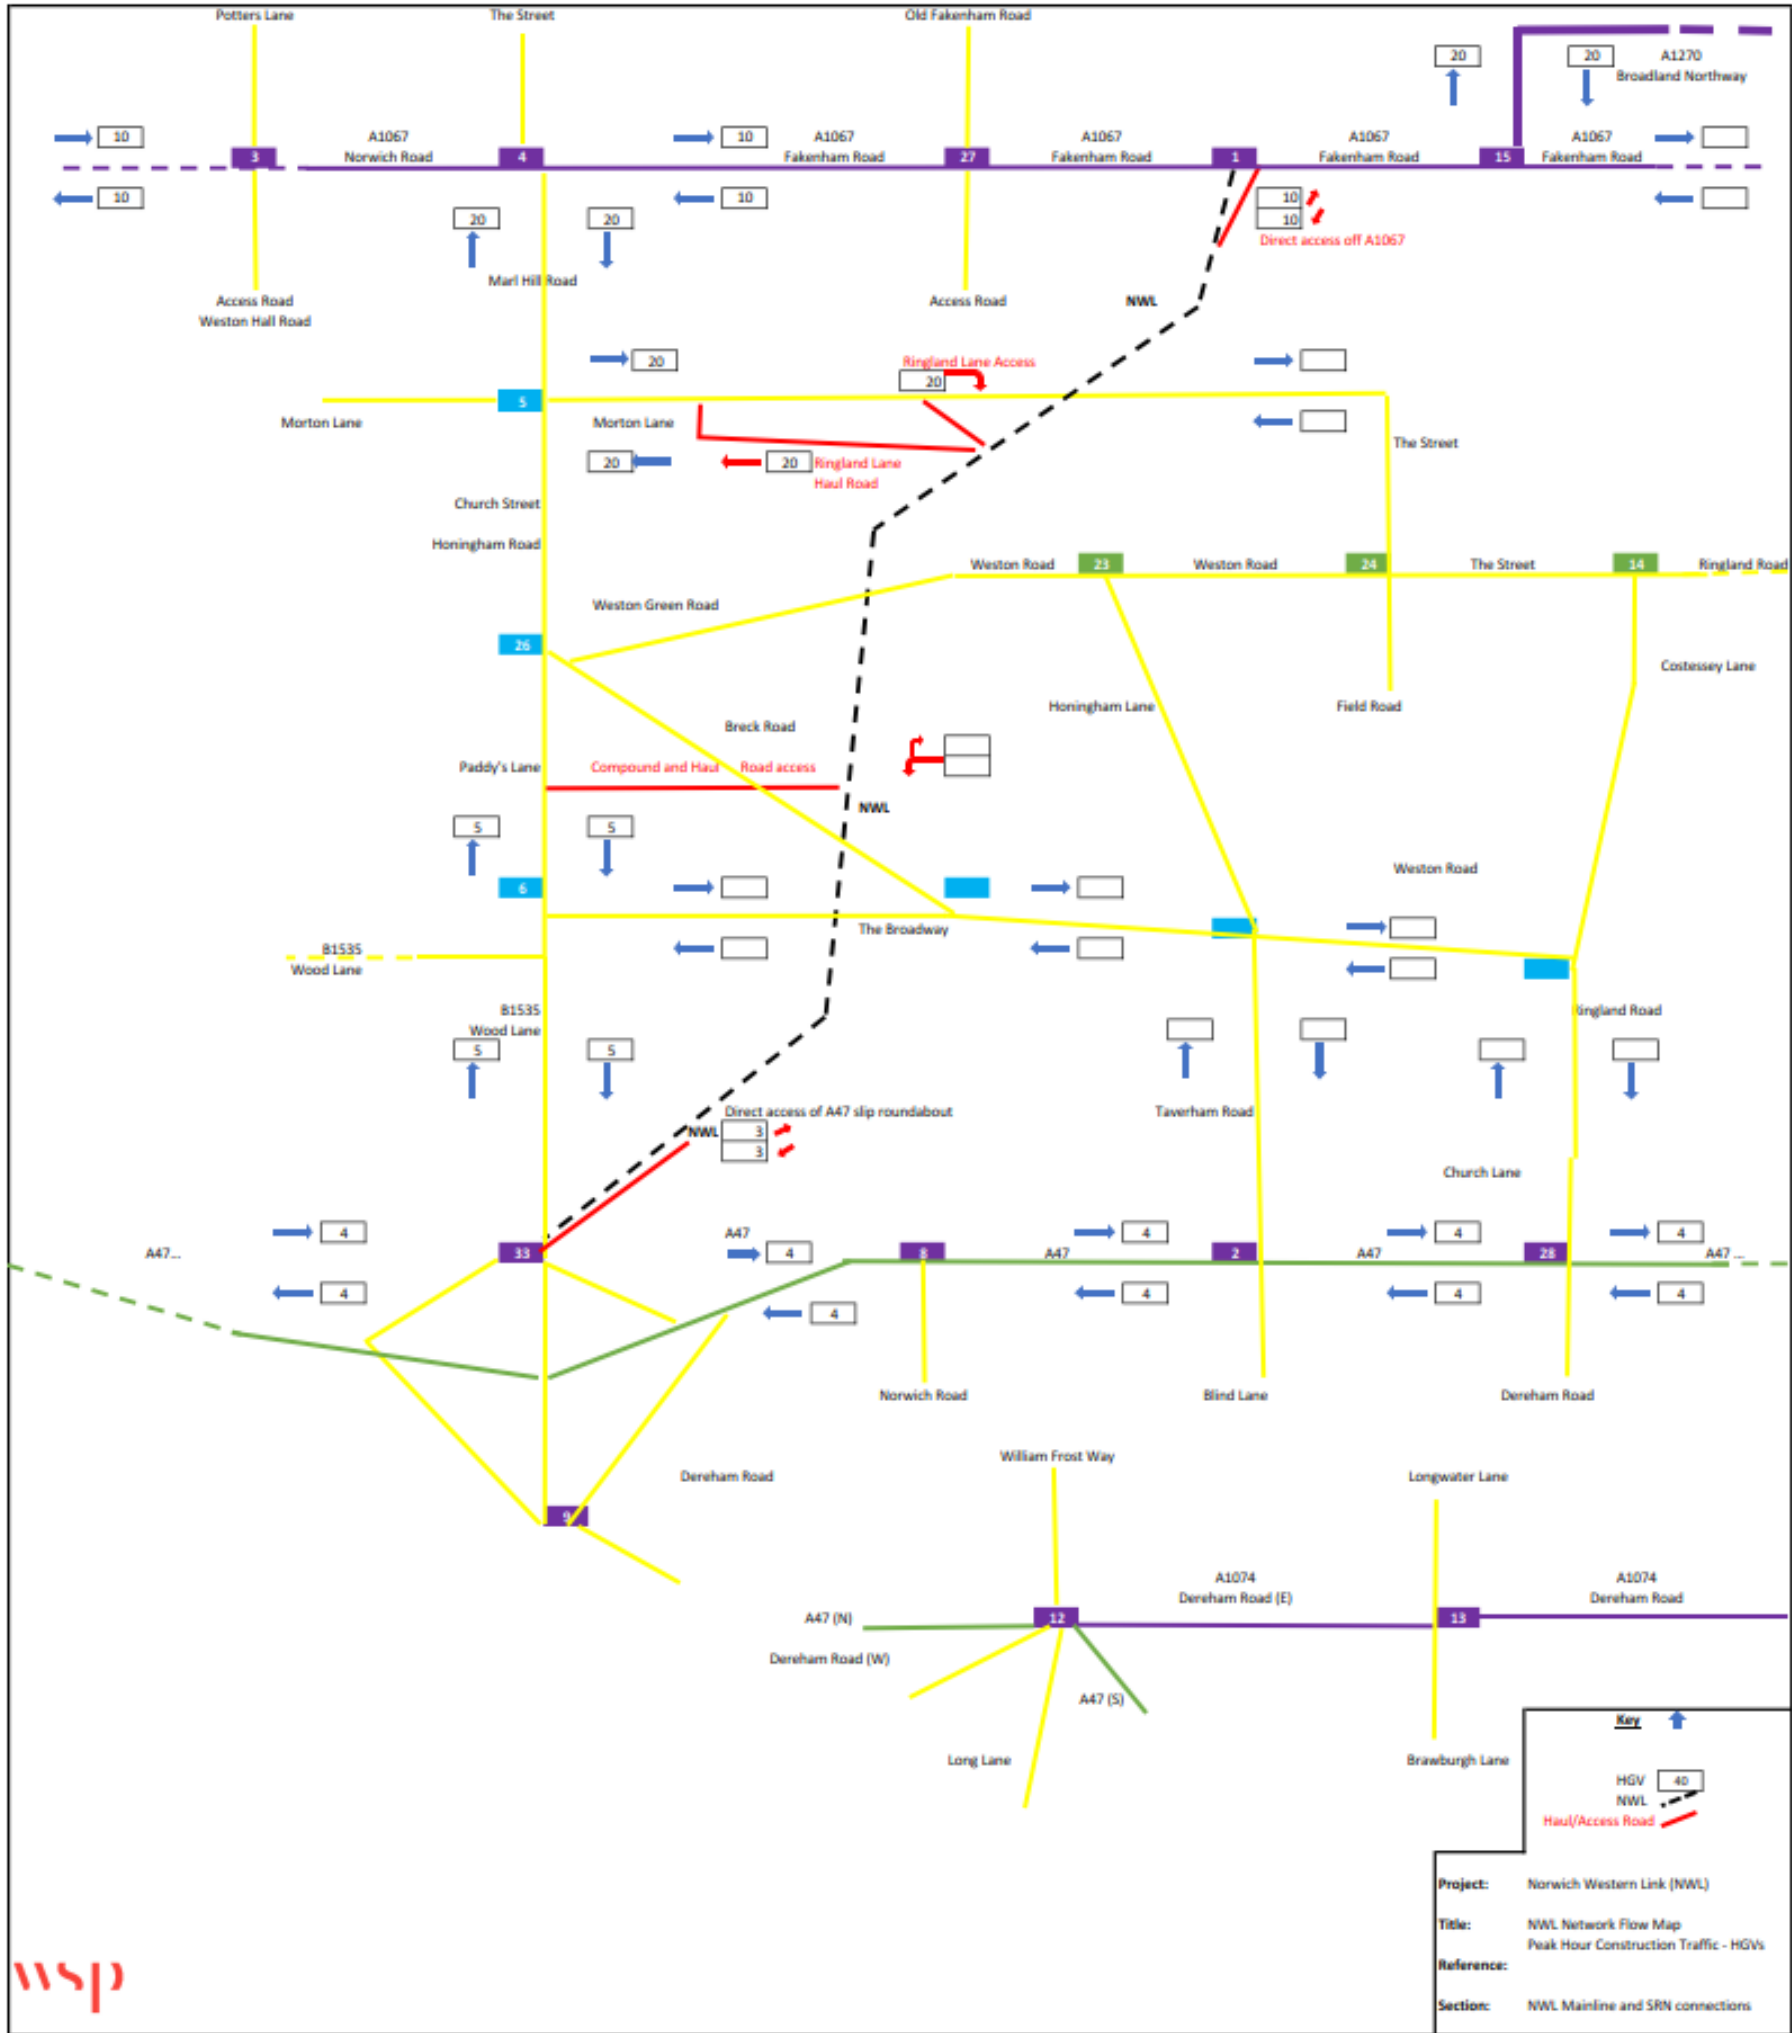 Potters Lane
The Street
Old Fakenham Road
20
20
A1270
Broadland Northway
10
A1067
Norwich Road
10
A1067
Fakenham Road
A1067
Fakenham Road
A1067
Fakenham Road
A1067
Fakenham Road
3
4
27
1
15
10
20
20
10
10
10
Direct access off A1067
Marl Hill Road
Access Road
Weston Hall Road
Access Road
NWL
20
Ringland Lane Access
20
5
Morton Lane
Morton Lane
The Street
20
20
Ringland Lane
Haul Road
Church Street
Honingham Road
Weston Road
23
Weston Road
24
The Street
14
Ringland Road
Weston Green Road
26
Costessey Lane
Honingham Lane
Field Road
Breck Road
Paddy's Lane
Compound and Haul Road access
NWL
5
5
6
Weston Road
The Broadway
B1535
Wood Lane
B1535
Wood Lane
Ringland Road
5
5
Direct access of A47 slip roundabout
NWL
3
3
Taverham Road
Church Lane
4
A47
4
4
4
4
A47...
33
8
A47
2
A47
28
A47 ...
4
4
4
4
4
Norwich Road
Blind Lane
Dereham Road
William Frost Way
Dereham Road
Longwater Lane
9
A1074
Dereham Road (E)
A1074
Dereham Road
A47 (N)
12
13
Dereham Road (W)
A47 (S)
Long Lane
Brawburgh Lane
Key
HGV 40
NWL
Haul/Access Road
Project: Norwich Western Link (NWL)
Title: NWL Network Flow Map
Peak Hour Construction Traffic - HGVs
Reference:
Section: NWL Mainline and SRN connections
wsp